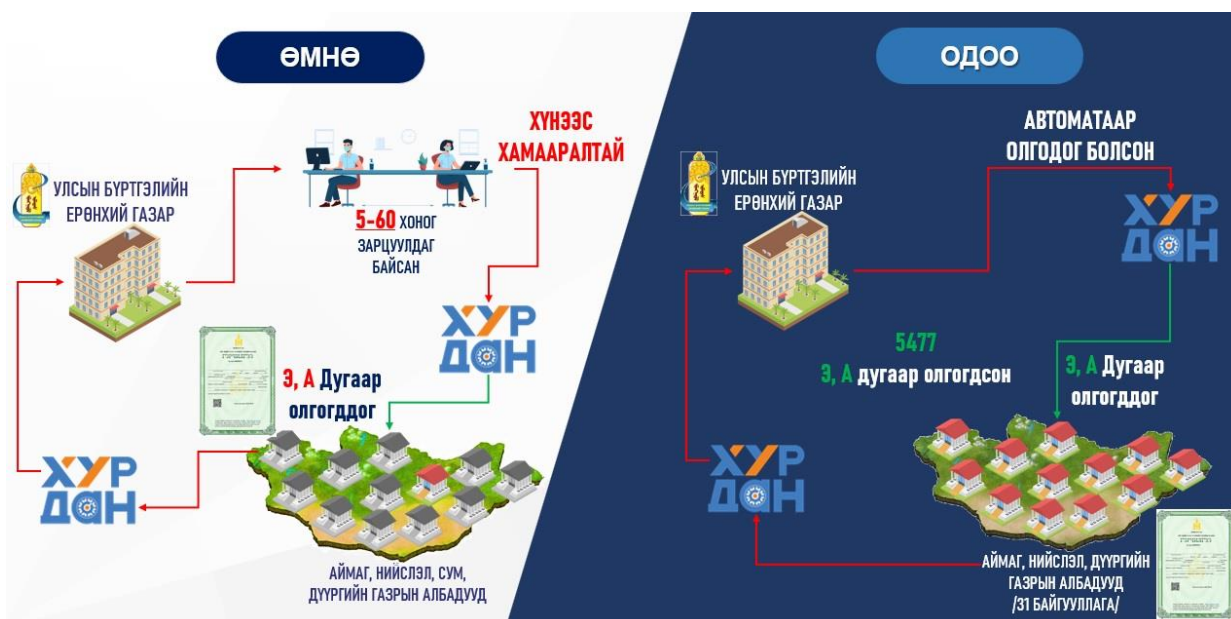 ӨМНӨ
ХҮНЭЭС
ХАМААРАЛТАЙ
УЛСЫН БҮРТГЭЛИЙН
ЕРӨНХИЙ ГАЗАР
5-60 ХОНОГ
ЗАРЦУУЛДАГ
БАЙСАН
ХУР
ДАН
Э, А Дугаар
олгогддог
ХУР
ДАН
АЙМАГ, НИЙСЛЭЛ, СУМ,
ДҮҮРГИЙН ГАЗРЫН АЛБАДУУД
ОДОО
АВТОМАТААР
ОЛГОДОГ БОЛСОН
УЛСЫН БҮРТГЭЛИЙН
ЕРӨНХИЙ ГАЗАР
ХУР
ДАН
5477
Э, А дугаар олгогдсон
Э, А Дугаар
олгогддог
ХУР
ДАН
АЙМАГ, НИЙСЛЭЛ, ДҮҮРГИЙН
ГАЗРЫН АЛБАДУУД
/31 БАЙГУУЛЛАГА/